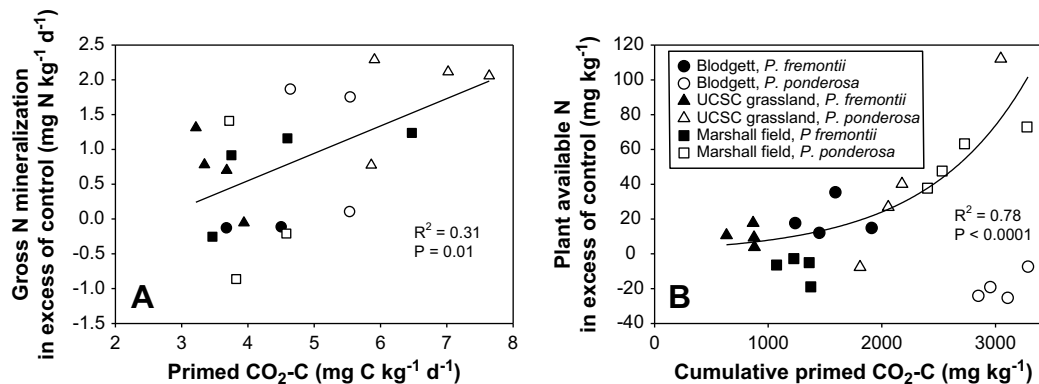 Gross N mineralization
in excess of control (mg N kg⁻¹ d⁻¹)
2.5
2.0
1.5
1.0
0.5
0.0
-0.5
-1.0
-1.5
R² = 0.31
P = 0.01
A
2 3 4 5 6 7 8
Primed CO₂-C (mg C kg⁻¹ d⁻¹)
Plant available N
in excess of control (mg kg⁻¹)
120
100
80
60
40
20
0
-20
-40
Blodgett, P. fremontii
Blodgett, P. ponderosa
UCSC grassland, P. fremontii
UCSC grassland, P. ponderosa
Marshall field, P fremontii
Marshall field, P. ponderosa
R² = 0.78
P < 0.0001
B
0 1000 2000 3000
Cumulative primed CO₂-C (mg kg⁻¹)